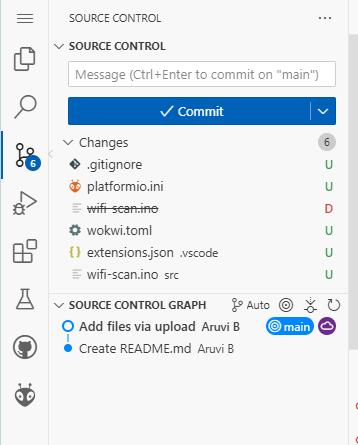 SOURCE CONTROL
SOURCE CONTROL
Message (Ctrl+Enter to commit on "main")
Commit
Changes 6
.gitignore U
platformio.ini U
wifi-scan.ino D
wokwi.toml U
6
extensions.json .vscode U
wifi-scan.ino src U
SOURCE CONTROL GRAPH Auto
Add files via upload Aruvi B main
Create README.md Aruvi B